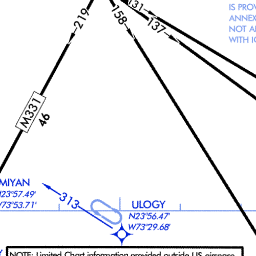 IS PROV
ANNEX
NOT AP
WITH IC
131
137
158
219
M331
46
MIYAN
N23°57.49'
W73°53.71'
313
ULOGY
N23°56.47'
W73°29.68'
NOTE: Limited Chart information provided outside US airspace